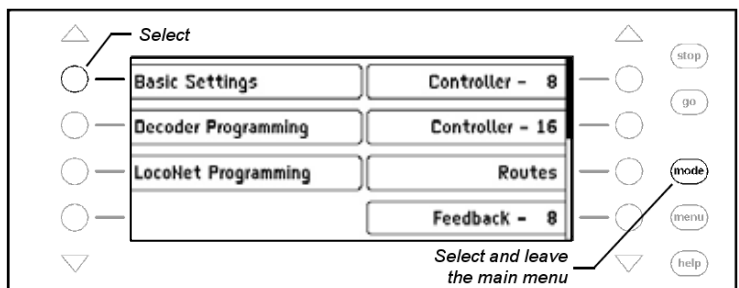 Select
stop
Basic Settings
Controller - 8
go
Decoder Programming
Controller - 16
LocoNet Programming
Routes
mode
Feedback - 8
menu
Select and leave
the main menu
help